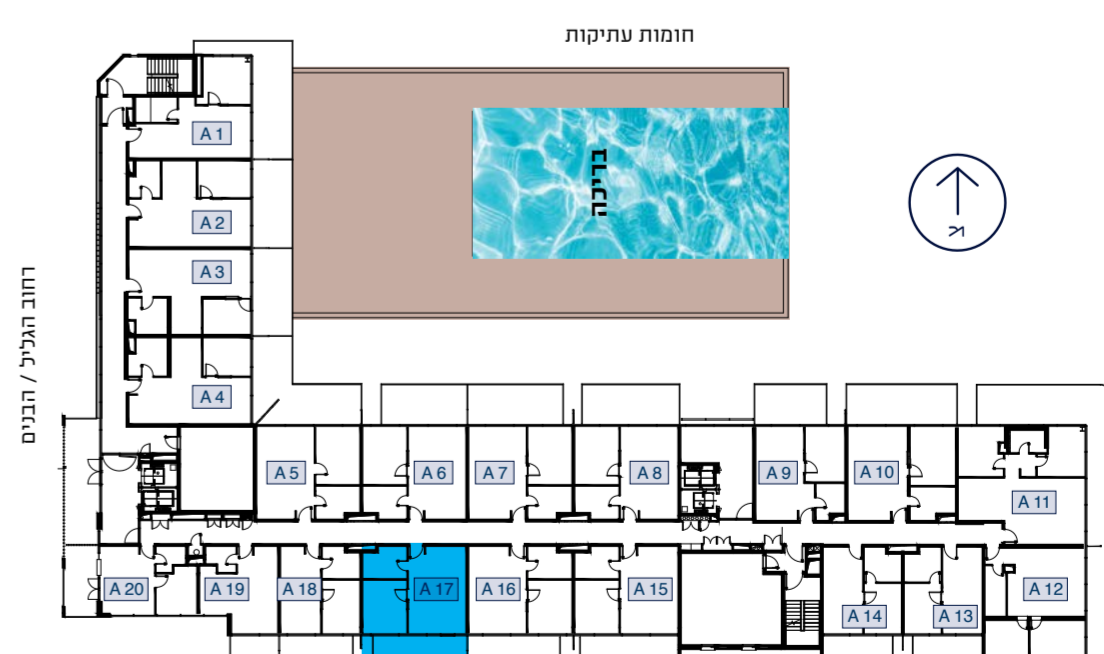 חומות עתיקות
A 1
בריכה
A 2
צ
A 3
רחוב הגליל / הבנים
A 4
A 5
A 6
A 7
A 8
A 9
A 10
A 11
A 20
A 19
A 18
A 17
A 16
A 15
A 14
A 13
A 12